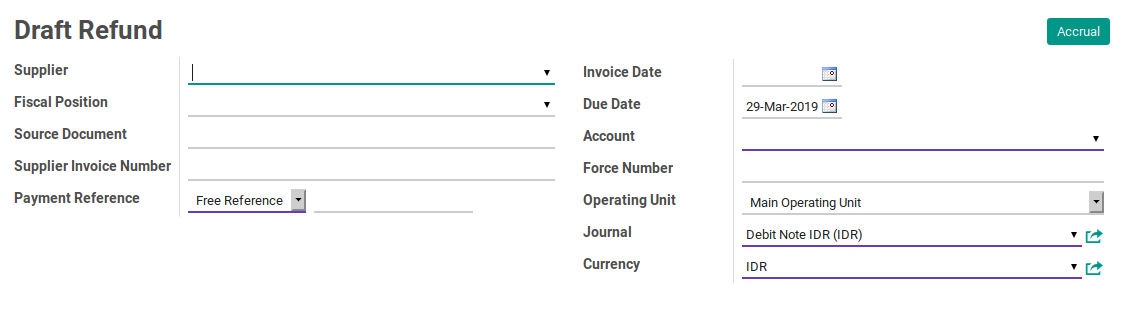 Draft Refund
Accrual
Supplier
Fiscal Position
Source Document
Supplier Invoice Number
Payment Reference Free Reference
Invoice Date
Due Date 29-Mar-2019
Account
Force Number
Operating Unit Main Operating Unit
Journal Debit Note IDR (IDR)
Currency IDR